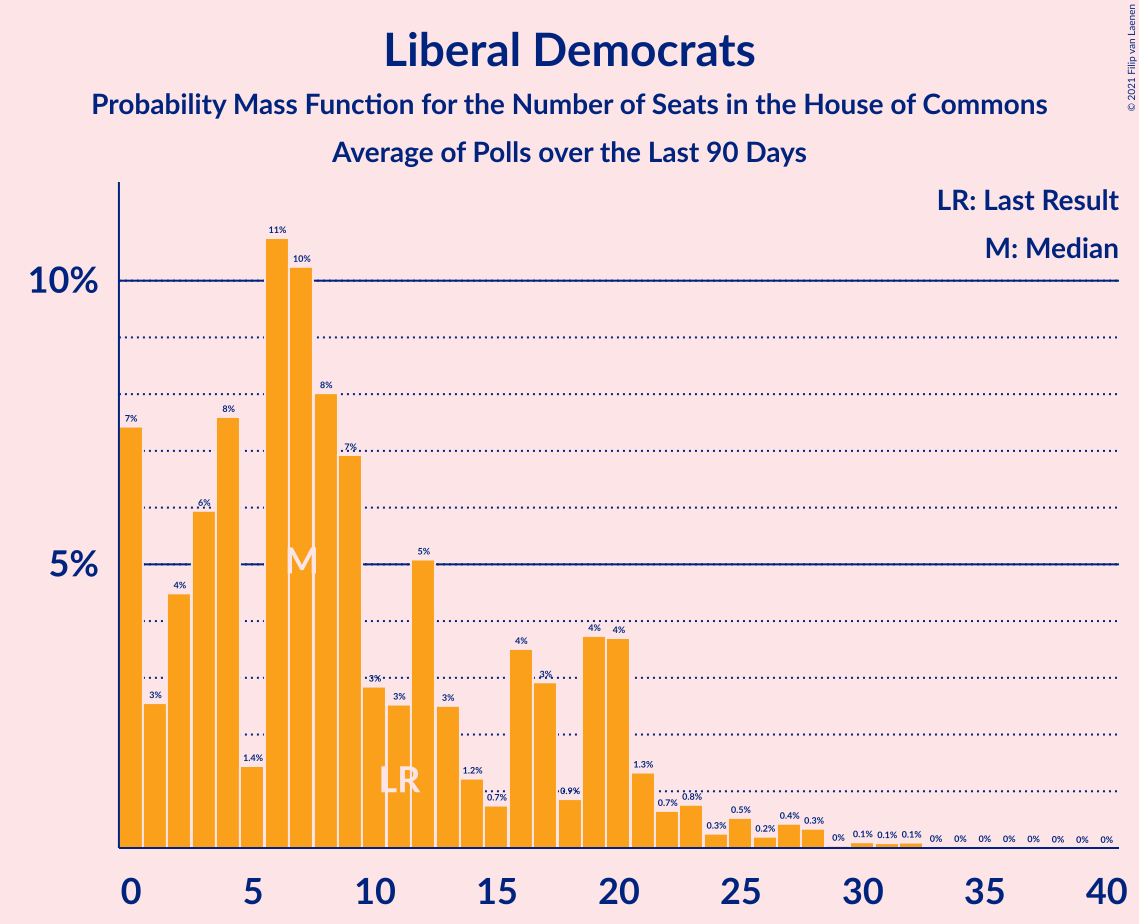 Liberal Democrats
Probability Mass Function for the Number of Seats in the House of Commons
Average of Polls over the Last 90 Days
© 2021 Filip van Laenen
LR: Last Result
M: Median
10%
5%
7% 3% 4% 6% 8% 1.4% 11% 10% 8% 7% 3% 3% 5% 3% 1.2% 0.7% 4% 3% 0.9% 4% 4% 1.3% 0.7% 0.8% 0.3% 0.5% 0.2% 0.4% 0.3% 0% 0.1% 0.1% 0.1% 0% 0% 0% 0% 0% 0% 0% 0%
M
LR
0 5 10 15 20 25 30 35 40